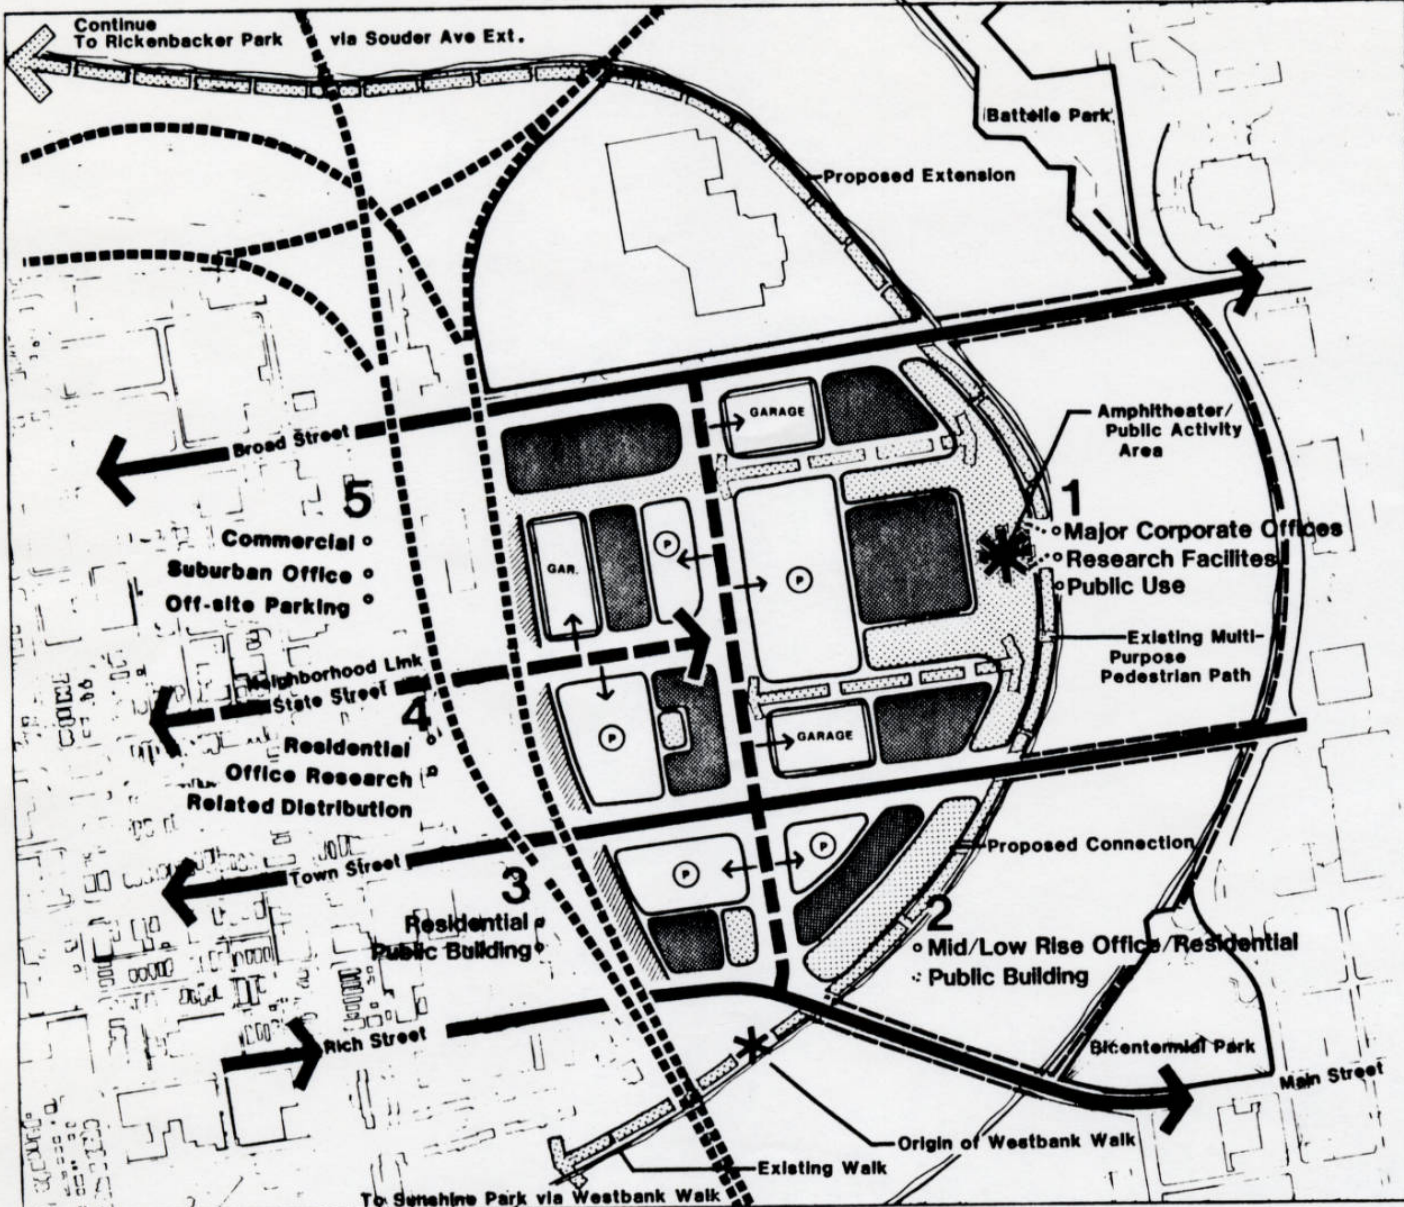 Continue
To Rickenbacker Park via Souder Ave Ext.
Battelle Park
Proposed Extension
GARAGE
Amphitheater/
Public Activity
Area
Broad Street
5
Commercial
Suburban Office
Off-site Parking
1
Major Corporate Offices
Research Facilites
Public Use
P
GAR.
P
Existing Multi-
Purpose
Pedestrian Path
Neighborhood Link
State Street
4
Residential
Office Research
Related Distribution
P
GARAGE
Town Street
3
Residential
Public Building
P
P
Proposed Connection
2
Mid/Low Rise Office/Residential
Public Building
Rich Street
Bicentennial Park
Main Street
Origin of Westbank Walk
Existing Walk
To Sunshine Park via Westbank Walk